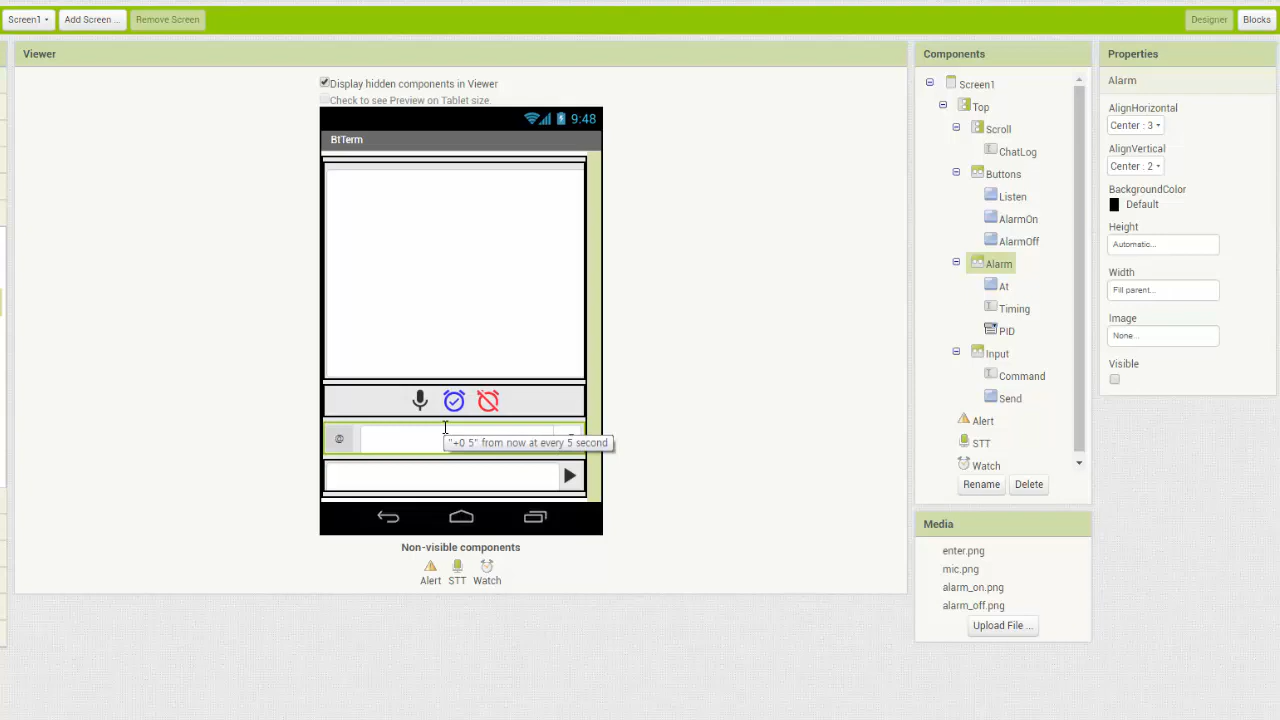 Screen1
Add Screen ...
Remove Screen
Designer
Blocks
Viewer
Display hidden components in Viewer
Check to see Preview on Tablet size.
9:48
BtTerm
@
"+0 5" from now at every 5 second
Non-visible components
Alert
STT
Watch
Components
Screen1
Top
Scroll
ChatLog
Buttons
Listen
AlarmOn
AlarmOff
Alarm
At
Timing
PID
Input
Command
Send
Alert
STT
Watch
Rename
Delete
Media
enter.png
mic.png
alarm_on.png
alarm_off.png
Upload File ...
Properties
Alarm
AlignHorizontal
Center : 3
AlignVertical
Center : 2
BackgroundColor
Default
Height
Automatic...
Width
Fill parent...
Image
None...
Visible